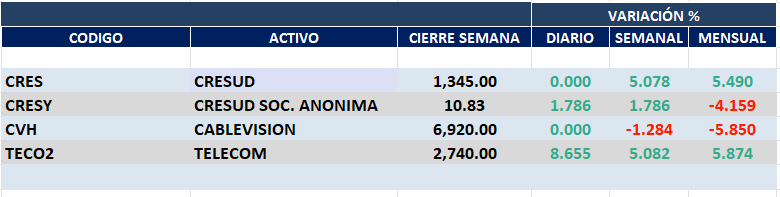 VARIACIÓN %
CODIGO ACTIVO CIERRE SEMANA DIARIO SEMANAL MENSUAL
CRES CRESUD 1,345.00 0.000 5.078 5.490
CRESY CRESUD SOC. ANONIMA 10.83 1.786 1.786 -4.159
CVH CABLEVISION 6,920.00 0.000 -1.284 -5.850
TECO2 TELECOM 2,740.00 8.655 5.082 5.874